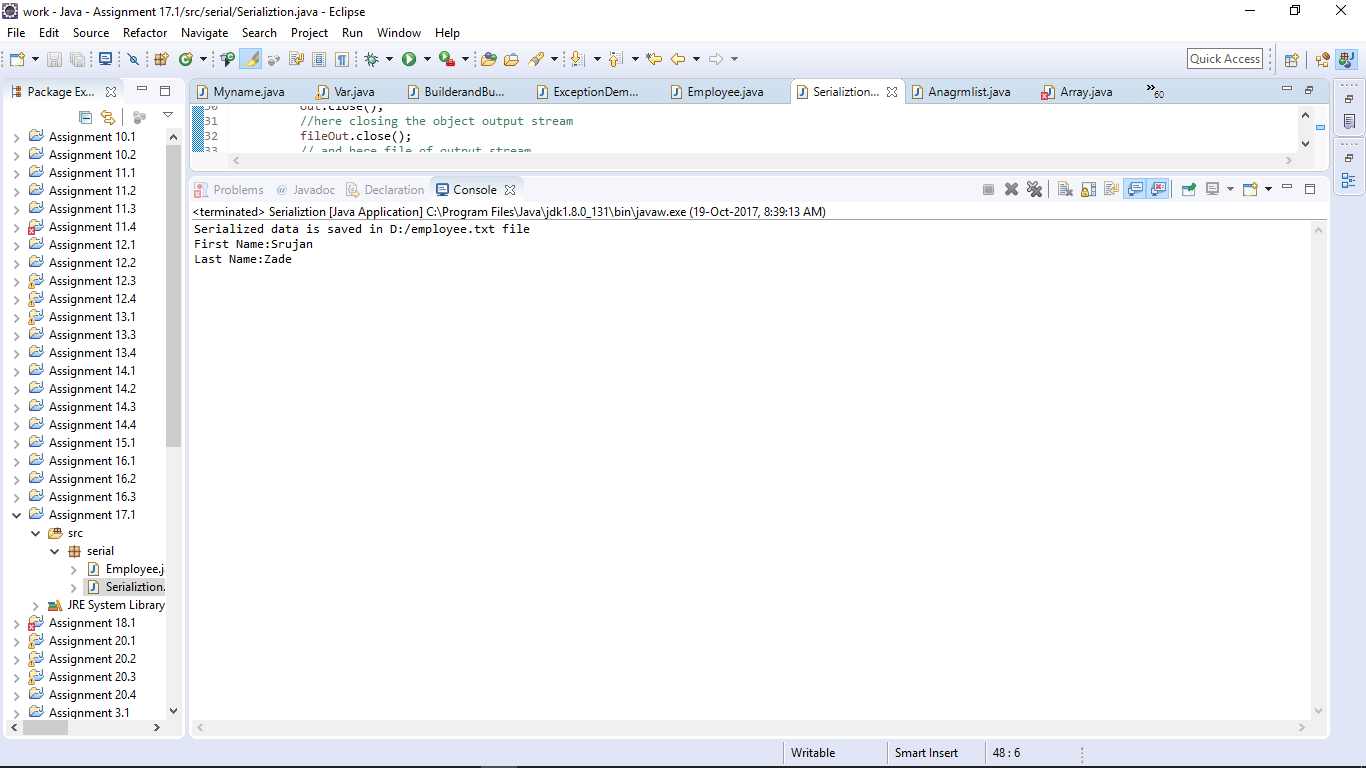 work - Java - Assignment 17.1/src/serial/Serializtion.java - Eclipse
File Edit Source Refactor Navigate Search Project Run Window Help
Quick Access
Package Ex...
Myname.java Var.java BuilderandBu... ExceptionDem... Employee.java Serializtion... Anagrmlist.java Array.java »60
30 out.close();
31 //here closing the object output stream
32 fileOut.close();
33 // and here file of output stream
Problems @ Javadoc Declaration Console
<terminated> Serializtion [Java Application] C:\Program Files\Java\jdk1.8.0_131\bin\javaw.exe (19-Oct-2017, 8:39:13 AM)
Serialized data is saved in D:/employee.txt file
First Name:Srujan
Last Name:Zade
Assignment 10.1
Assignment 10.2
Assignment 11.1
Assignment 11.2
Assignment 11.3
Assignment 11.4
Assignment 12.1
Assignment 12.2
Assignment 12.3
Assignment 12.4
Assignment 13.1
Assignment 13.3
Assignment 13.4
Assignment 14.1
Assignment 14.2
Assignment 14.3
Assignment 14.4
Assignment 15.1
Assignment 16.1
Assignment 16.2
Assignment 16.3
Assignment 17.1
src
serial
Employee.j
Serializtion.
JRE System Library
Assignment 18.1
Assignment 20.1
Assignment 20.2
Assignment 20.3
Assignment 20.4
Assignment 3.1
Writable Smart Insert 48 : 6